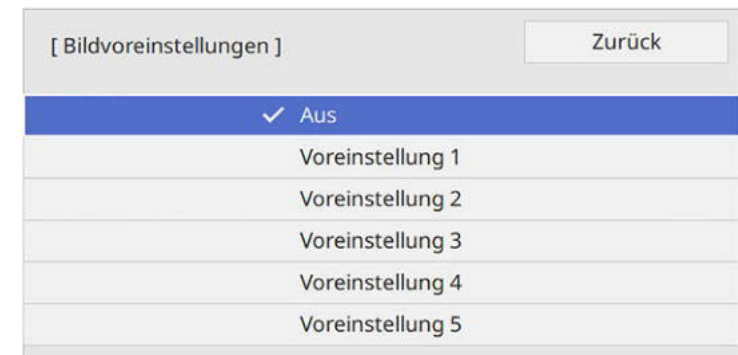 [ Bildvoreinstellungen ] Zurück
Aus
Voreinstellung 1
Voreinstellung 2
Voreinstellung 3
Voreinstellung 4
Voreinstellung 5